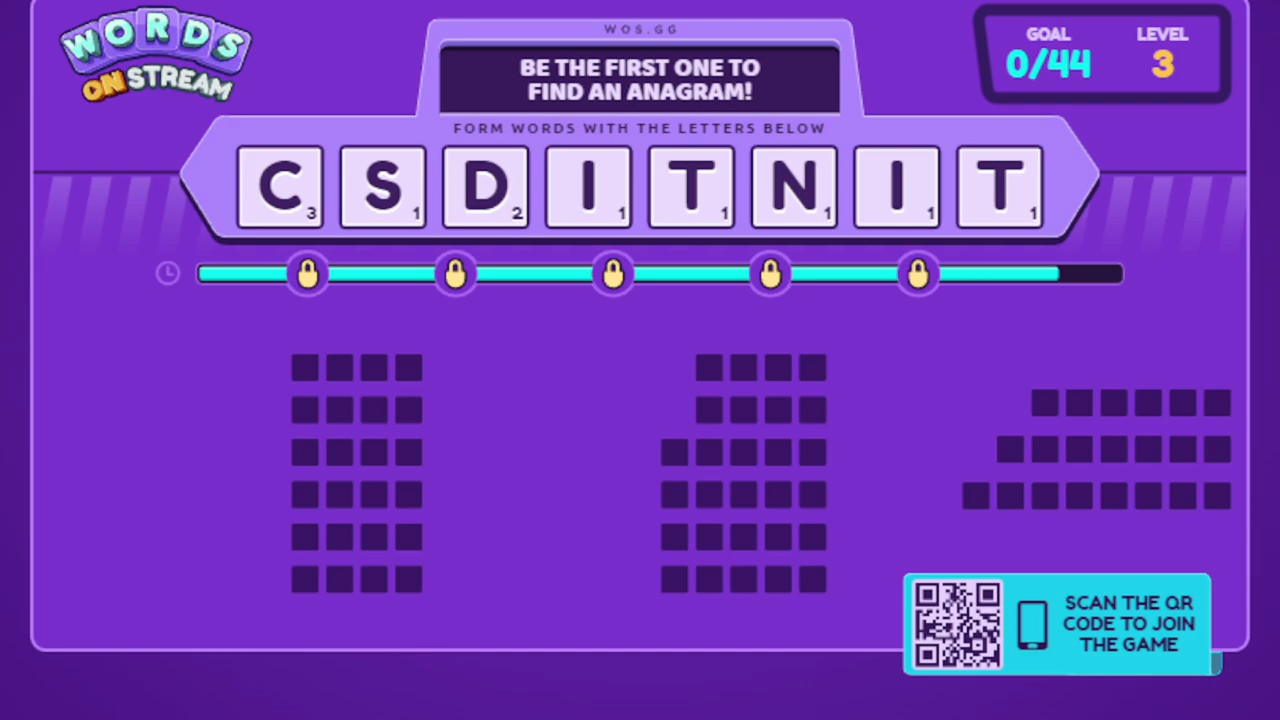 WORDS
ON STREAM
WOS.GG
BE THE FIRST ONE TO
FIND AN ANAGRAM!
GOAL LEVEL
0/44 3
FORM WORDS WITH THE LETTERS BELOW
C3 S1 D2 I1 T1 N1 I1 T1
SCAN THE QR
CODE TO JOIN
THE GAME